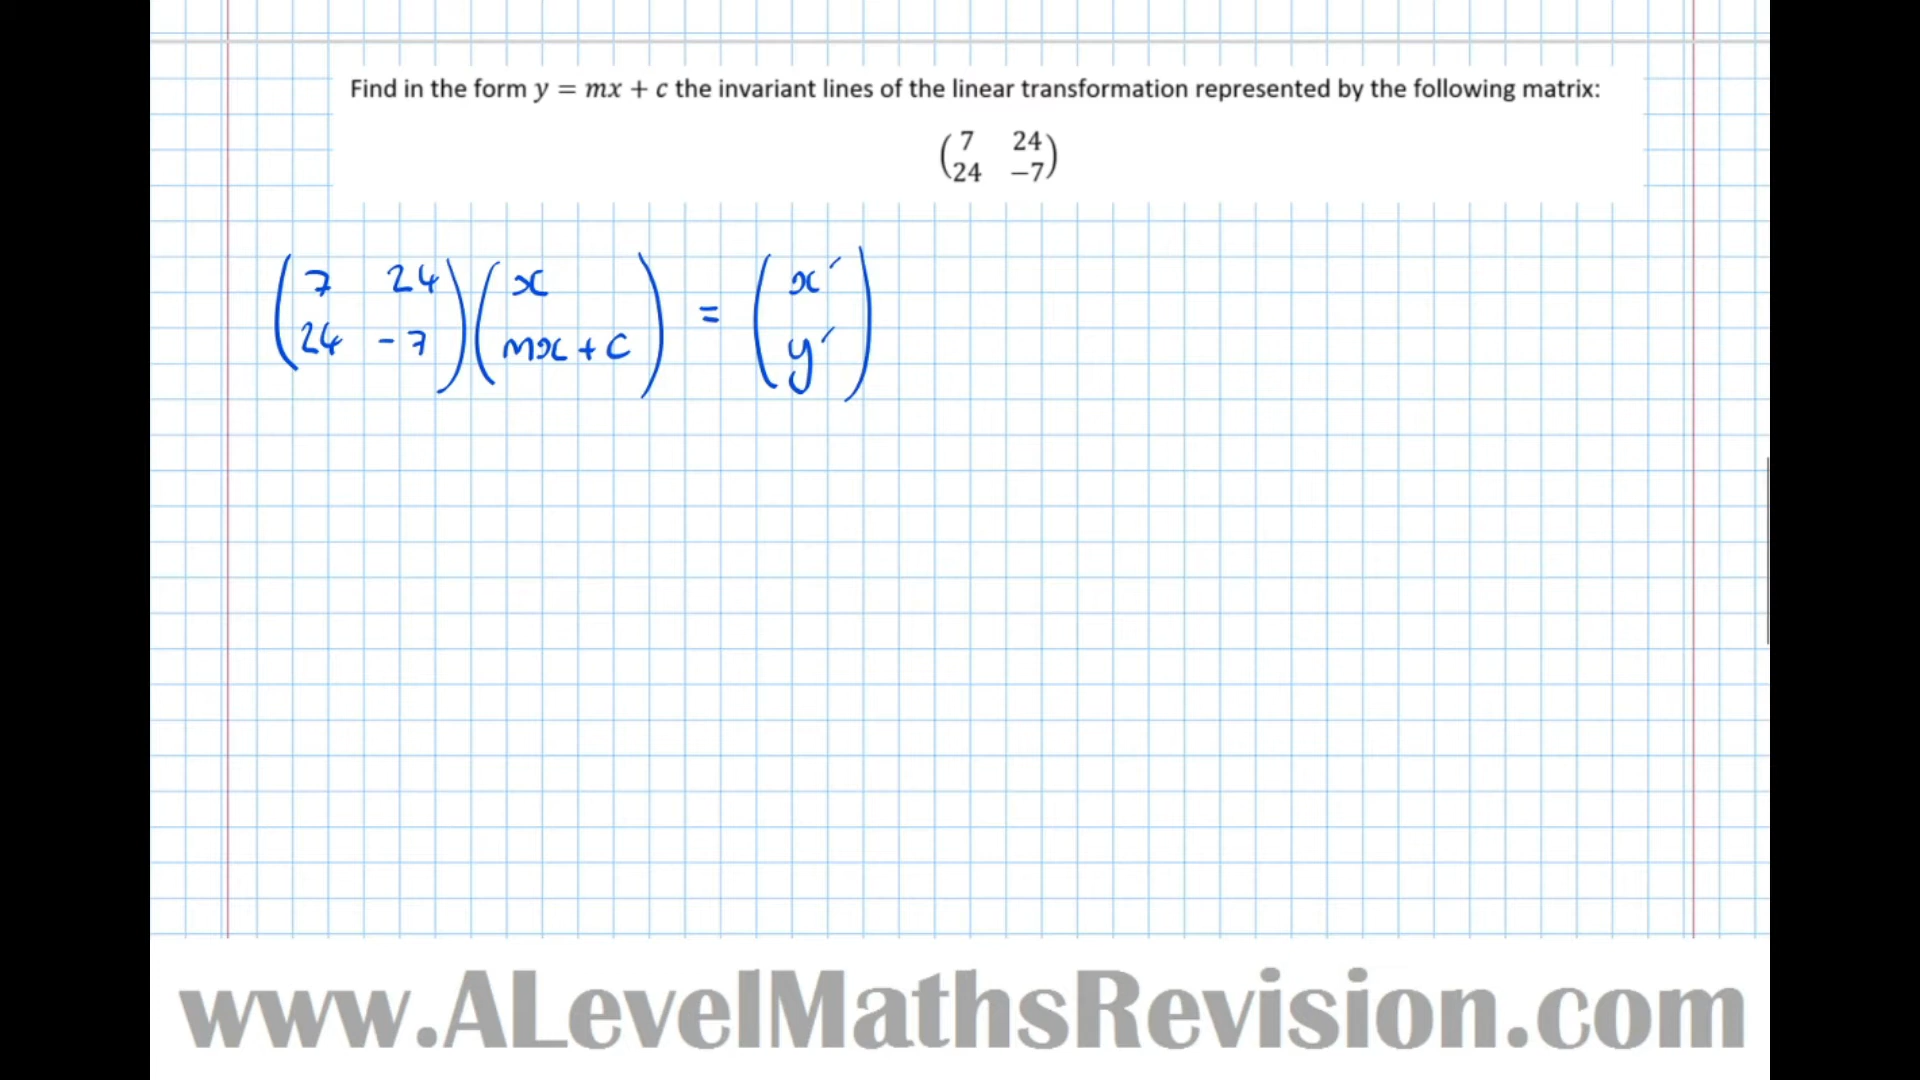 Find in the form y = mx + c the invariant lines of the linear transformation represented by the following matrix:
(7 24
24 −7)
(7 24
24 -7) (x
mx + c) = (x′
y′)
www.ALevelMathsRevision.com